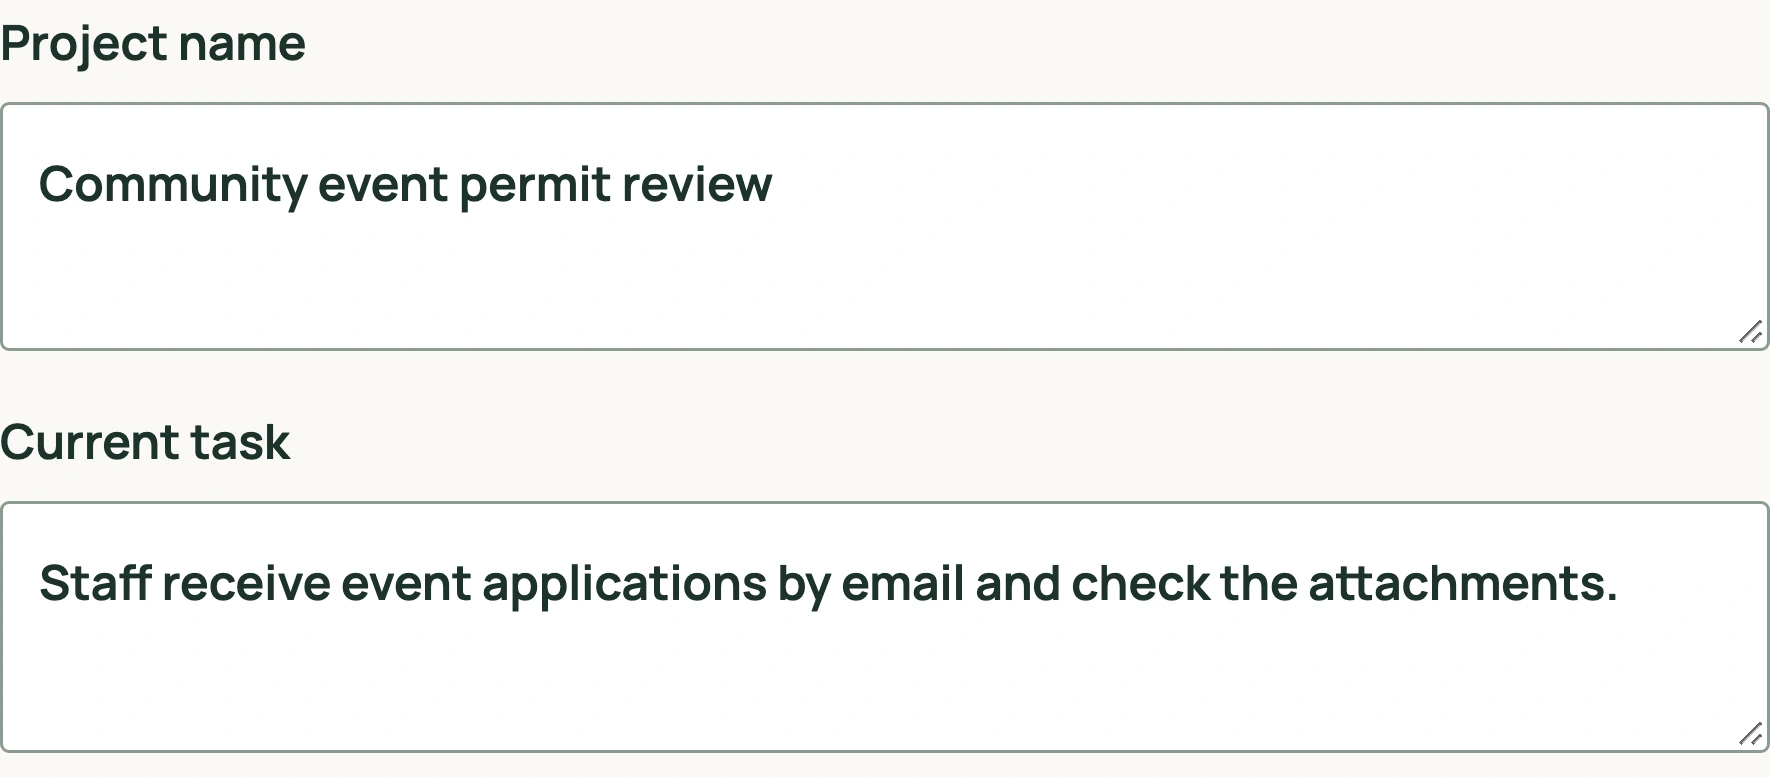 Project name
Community event permit review
Current task
Staff receive event applications by email and check the attachments.